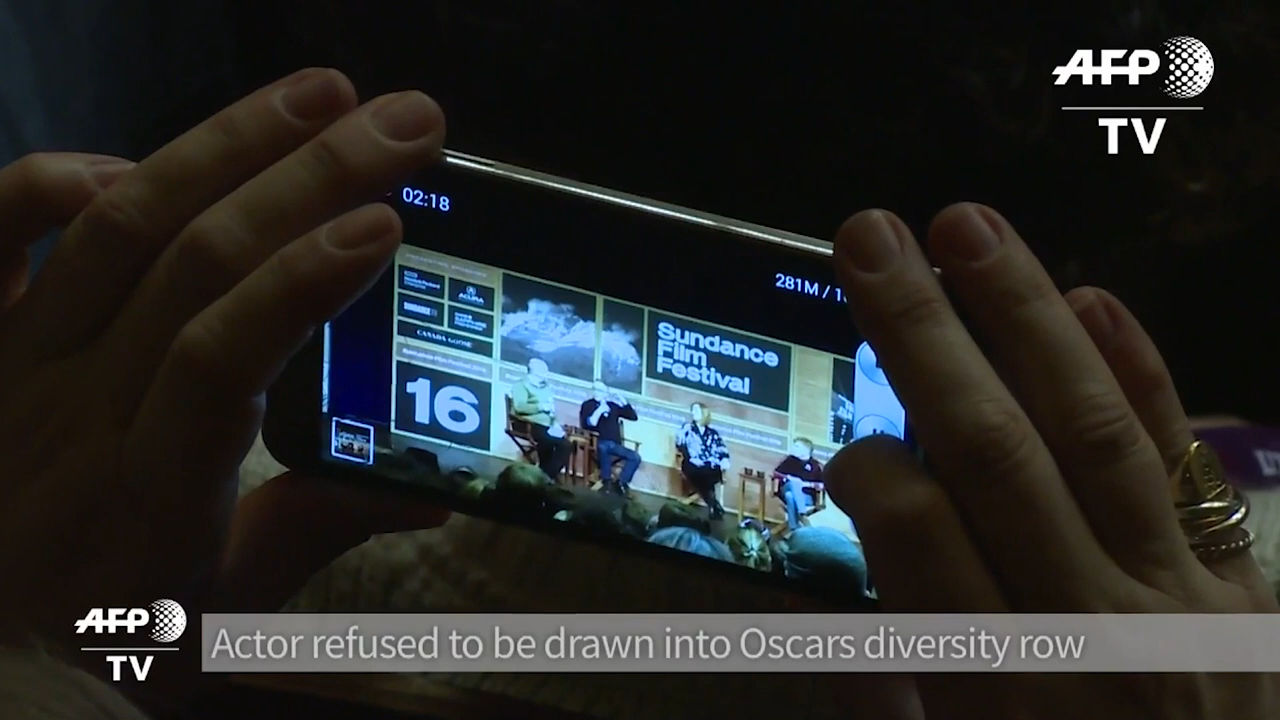 AFP
TV
02:18
281M / 1
ACURA
CANADA GOOSE
Sundance
Film
Festival
16
AFP
TV
Actor refused to be drawn into Oscars diversity row